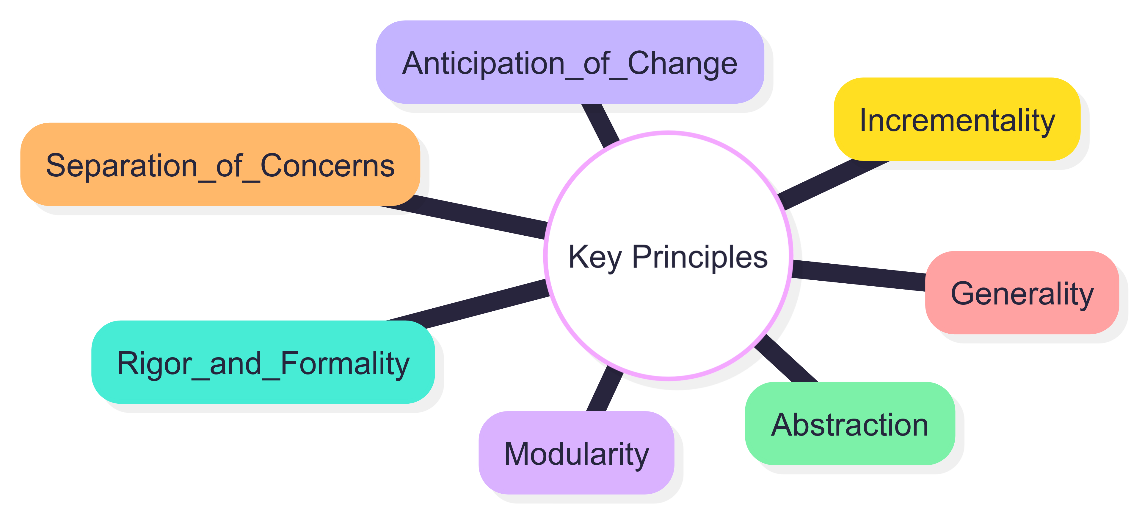 Anticipation_of_Change
Incrementality
Separation_of_Concerns
Key Principles
Generality
Rigor_and_Formality
Abstraction
Modularity